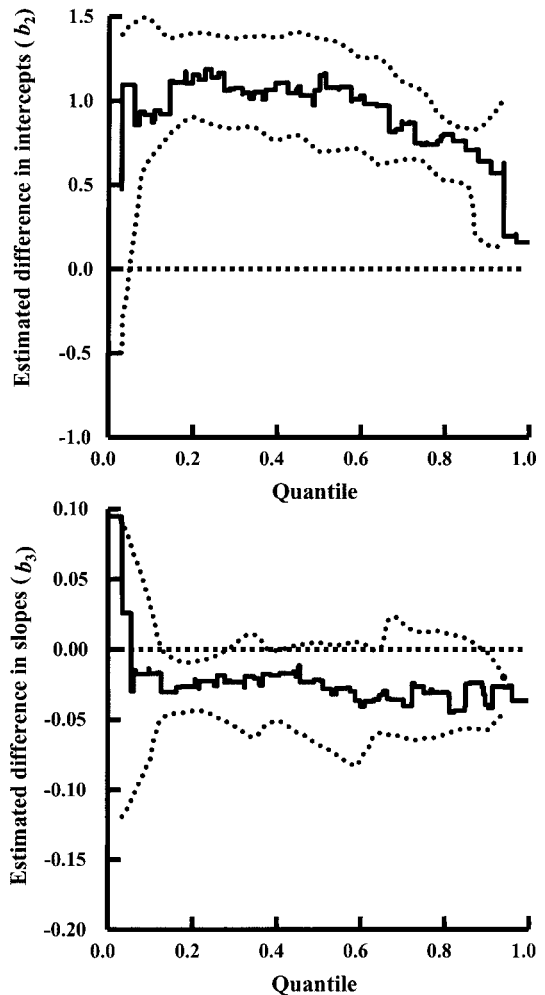 Estimated difference in intercepts (b2)
1.5
1.0
0.5
0.0
-0.5
-1.0
0.0 0.2 0.4 0.6 0.8 1.0
Quantile
Estimated difference in slopes (b3)
0.10
0.05
0.00
-0.05
-0.10
-0.15
-0.20
0.0 0.2 0.4 0.6 0.8 1.0
Quantile